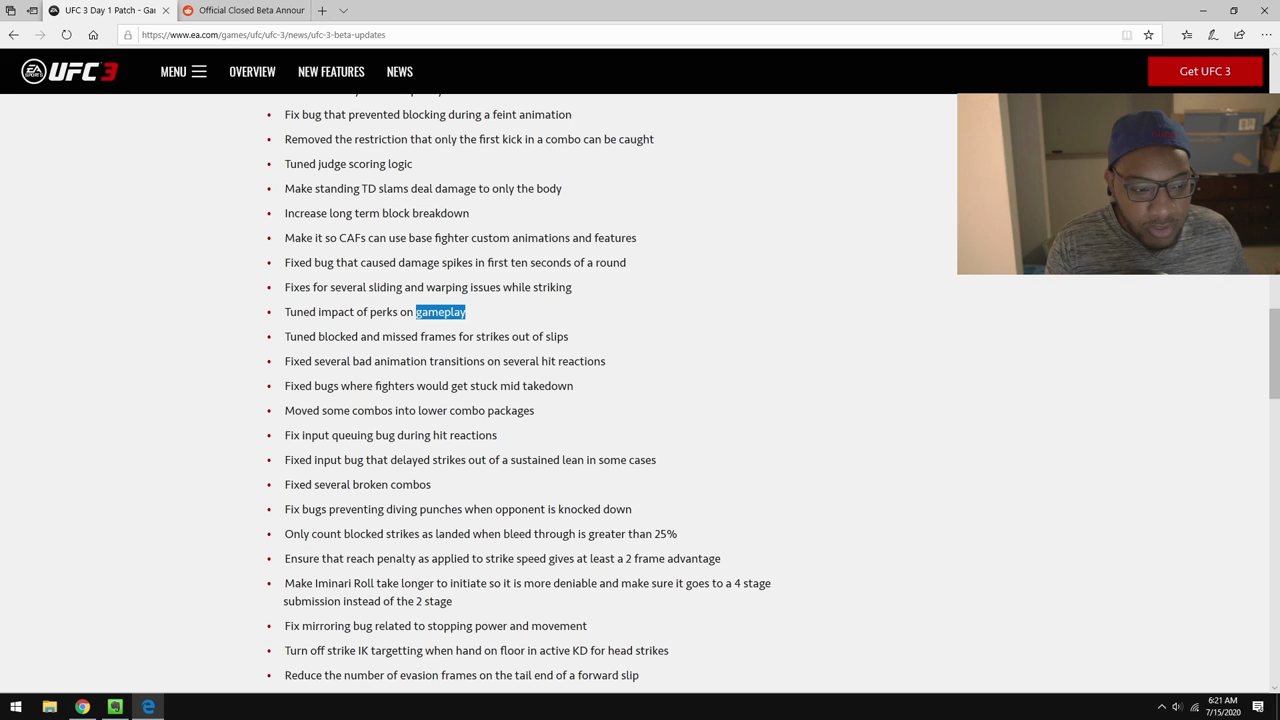 UFC 3 Day 1 Patch - Gam
Official Closed Beta Announ
https://www.ea.com/games/ufc/ufc-3/news/ufc-3-beta-updates
EA SPORTS UFC 3
MENU
OVERVIEW
NEW FEATURES
NEWS
Get UFC 3
• Fix bug that prevented blocking during a feint animation
• Removed the restriction that only the first kick in a combo can be caught
• Tuned judge scoring logic
• Make standing TD slams deal damage to only the body
• Increase long term block breakdown
• Make it so CAFs can use base fighter custom animations and features
• Fixed bug that caused damage spikes in first ten seconds of a round
• Fixes for several sliding and warping issues while striking
• Tuned impact of perks on gameplay
• Tuned blocked and missed frames for strikes out of slips
• Fixed several bad animation transitions on several hit reactions
• Fixed bugs where fighters would get stuck mid takedown
• Moved some combos into lower combo packages
• Fix input queuing bug during hit reactions
• Fixed input bug that delayed strikes out of a sustained lean in some cases
• Fixed several broken combos
• Fix bugs preventing diving punches when opponent is knocked down
• Only count blocked strikes as landed when bleed through is greater than 25%
• Ensure that reach penalty as applied to strike speed gives at least a 2 frame advantage
• Make Iminari Roll take longer to initiate so it is more deniable and make sure it goes to a 4 stage
submission instead of the 2 stage
• Fix mirroring bug related to stopping power and movement
• Turn off strike IK targetting when hand on floor in active KD for head strikes
• Reduce the number of evasion frames on the tail end of a forward slip
6:21 AM
7/15/2020